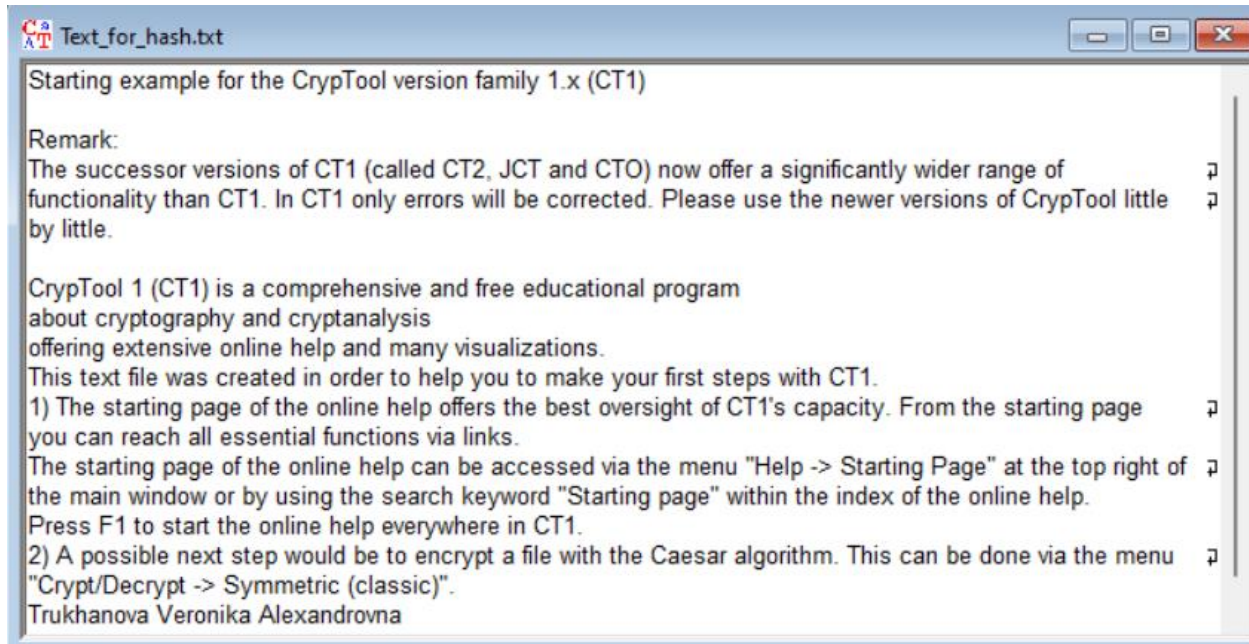 Text_for_hash.txt
Starting example for the CrypTool version family 1.x (CT1)
Remark:
The successor versions of CT1 (called CT2, JCT and CTO) now offer a significantly wider range of
functionality than CT1. In CT1 only errors will be corrected. Please use the newer versions of CrypTool little
by little.
CrypTool 1 (CT1) is a comprehensive and free educational program
about cryptography and cryptanalysis
offering extensive online help and many visualizations.
This text file was created in order to help you to make your first steps with CT1.
1) The starting page of the online help offers the best oversight of CT1's capacity. From the starting page
you can reach all essential functions via links.
The starting page of the online help can be accessed via the menu "Help -> Starting Page" at the top right of
the main window or by using the search keyword "Starting page" within the index of the online help.
Press F1 to start the online help everywhere in CT1.
2) A possible next step would be to encrypt a file with the Caesar algorithm. This can be done via the menu
"Crypt/Decrypt -> Symmetric (classic)".
Trukhanova Veronika Alexandrovna